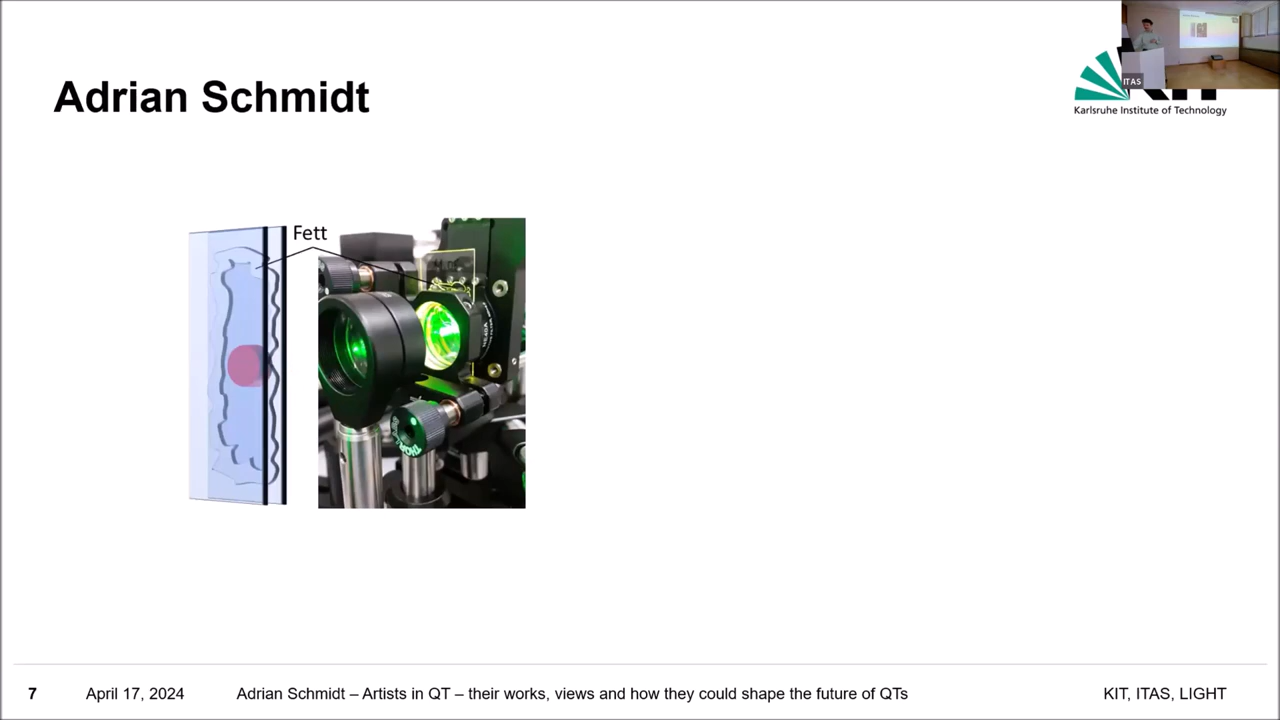 ITAS
Adrian Schmidt
Karlsruhe Institute of Technology
Fett
7 April 17, 2024 Adrian Schmidt – Artists in QT – their works, views and how they could shape the future of QTs KIT, ITAS, LIGHT